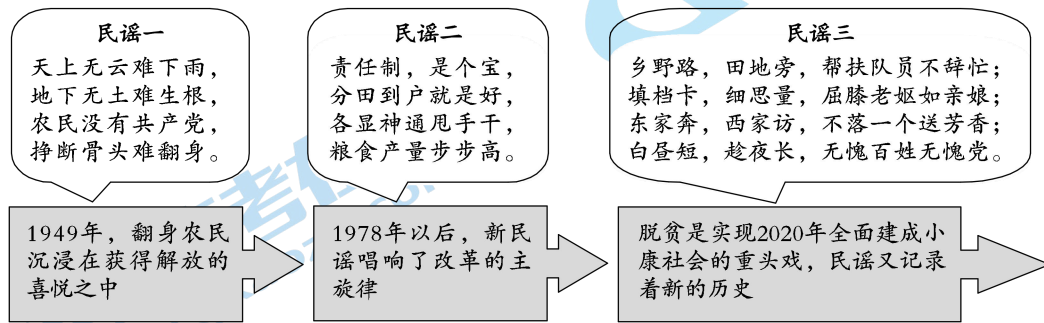 民谣一
天上无云难下雨，
地下无土难生根，
农民没有共产党，
挣断骨头难翻身。
民谣二
责任制，是个宝，
分田到户就是好，
各显神通甩手干，
粮食产量步步高。
民谣三
乡野路，田地旁，帮扶队员不辞忙；
填档卡，细思量，屈膝老妪如亲娘；
东家奔，西家访，不落一个送芳香；
白昼短，趁夜长，无愧百姓无愧党。
1949年，翻身农民
沉浸在获得解放的
喜悦之中
1978年以后，新民
谣唱响了改革的主
旋律
脱贫是实现2020年全面建成小
康社会的重头戏，民谣又记录
着新的历史